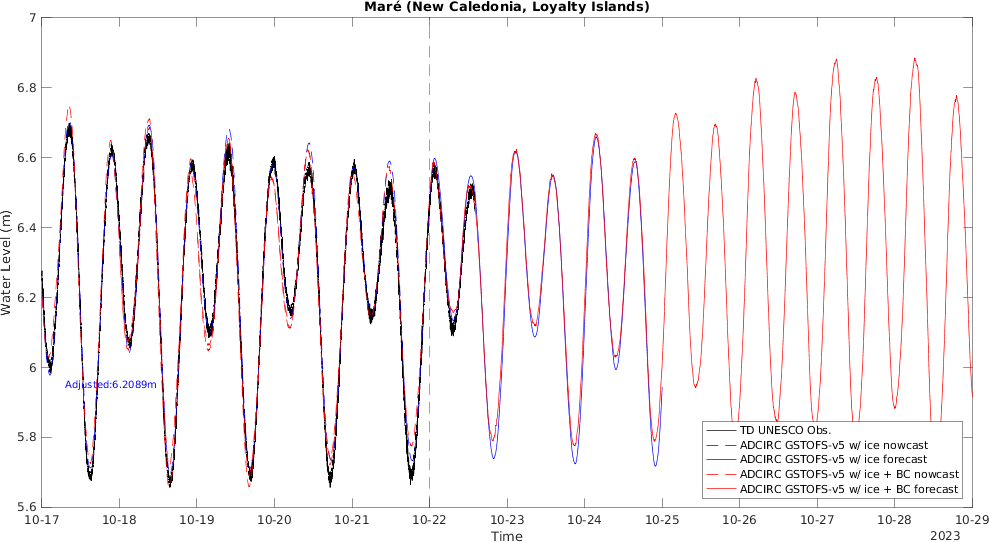 Maré (New Caledonia, Loyalty Islands)
7
6.8
6.6
6.4
6.2
6
5.8
5.6
Water Level (m)
Adjusted:6.2089m
TD UNESCO Obs.
ADCIRC GSTOFS-v5 w/ ice nowcast
ADCIRC GSTOFS-v5 w/ ice forecast
ADCIRC GSTOFS-v5 w/ ice + BC nowcast
ADCIRC GSTOFS-v5 w/ ice + BC forecast
10-17 10-18 10-19 10-20 10-21 10-22 10-23 10-24 10-25 10-26 10-27 10-28 10-29
Time
2023